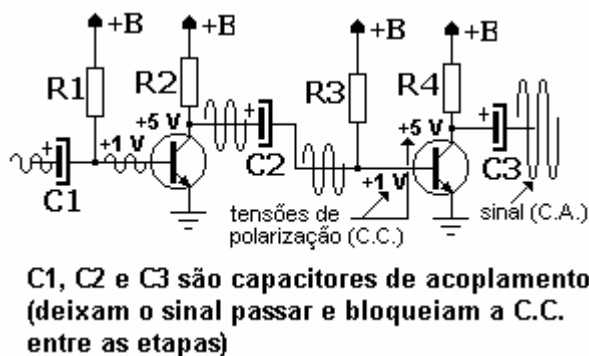 +B +E +B +E
R1 R2 R3 R4
+5 V +5 V
+ +1 V + +1 V +
C1 C2 C3
tensões de
polarização (C.C.)
sinal (C.A.)
C1, C2 e C3 são capacitores de acoplamento
(deixam o sinal passar e bloqueiam a C.C.
entre as etapas)